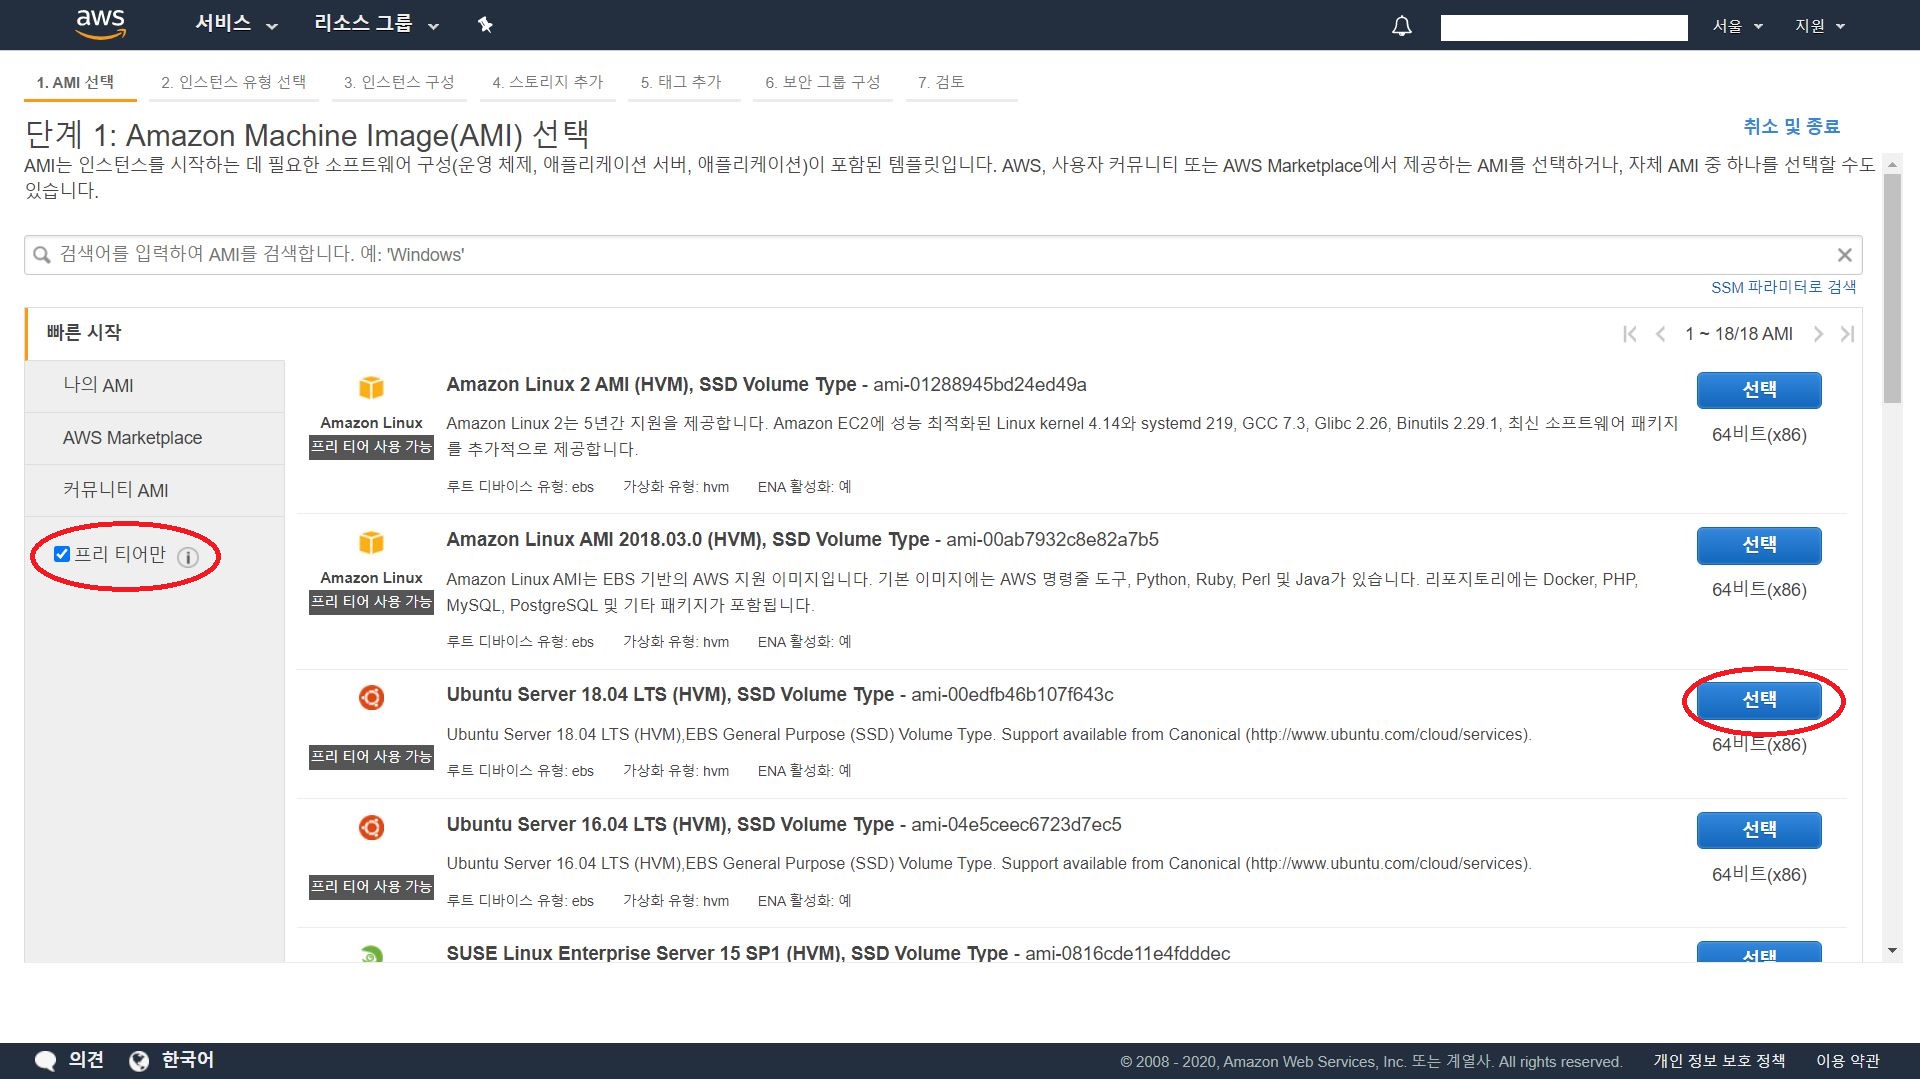 aws 서비스 리소스 그룹 서울 지원
1. AMI 선택 2. 인스턴스 유형 선택 3. 인스턴스 구성 4. 스토리지 추가 5. 태그 추가 6. 보안 그룹 구성 7. 검토
단계 1: Amazon Machine Image(AMI) 선택
취소 및 종료
AMI는 인스턴스를 시작하는 데 필요한 소프트웨어 구성(운영 체제, 애플리케이션 서버, 애플리케이션)이 포함된 템플릿입니다. AWS, 사용자 커뮤니티 또는 AWS Marketplace에서 제공하는 AMI를 선택하거나, 자체 AMI 중 하나를 선택할 수도
있습니다.
검색어를 입력하여 AMI를 검색합니다. 예: 'Windows'
SSM 파라미터로 검색
빠른 시작
1 ~ 18/18 AMI
나의 AMI
AWS Marketplace
커뮤니티 AMI
프리 티어만
Amazon Linux
프리 티어 사용 가능
Amazon Linux 2 AMI (HVM), SSD Volume Type - ami-01288945bd24ed49a
Amazon Linux 2는 5년간 지원을 제공합니다. Amazon EC2에 성능 최적화된 Linux kernel 4.14와 systemd 219, GCC 7.3, Glibc 2.26, Binutils 2.29.1, 최신 소프트웨어 패키지
를 추가적으로 제공합니다.
루트 디바이스 유형: ebs 가상화 유형: hvm ENA 활성화: 예
선택
64비트(x86)
Amazon Linux
프리 티어 사용 가능
Amazon Linux AMI 2018.03.0 (HVM), SSD Volume Type - ami-00ab7932c8e82a7b5
Amazon Linux AMI는 EBS 기반의 AWS 지원 이미지입니다. 기본 이미지에는 AWS 명령줄 도구, Python, Ruby, Perl 및 Java가 있습니다. 리포지토리에는 Docker, PHP,
MySQL, PostgreSQL 및 기타 패키지가 포함됩니다.
루트 디바이스 유형: ebs 가상화 유형: hvm ENA 활성화: 예
선택
64비트(x86)
프리 티어 사용 가능
Ubuntu Server 18.04 LTS (HVM), SSD Volume Type - ami-00edfb46b107f643c
Ubuntu Server 18.04 LTS (HVM),EBS General Purpose (SSD) Volume Type. Support available from Canonical (http://www.ubuntu.com/cloud/services).
루트 디바이스 유형: ebs 가상화 유형: hvm ENA 활성화: 예
선택
64비트(x86)
프리 티어 사용 가능
Ubuntu Server 16.04 LTS (HVM), SSD Volume Type - ami-04e5ceec6723d7ec5
Ubuntu Server 16.04 LTS (HVM),EBS General Purpose (SSD) Volume Type. Support available from Canonical (http://www.ubuntu.com/cloud/services).
루트 디바이스 유형: ebs 가상화 유형: hvm ENA 활성화: 예
선택
64비트(x86)
SUSE Linux Enterprise Server 15 SP1 (HVM), SSD Volume Type - ami-0816cde11e4fdddec
선택
의견 한국어
© 2008 - 2020, Amazon Web Services, Inc. 또는 계열사. All rights reserved. 개인 정보 보호 정책 이용 약관